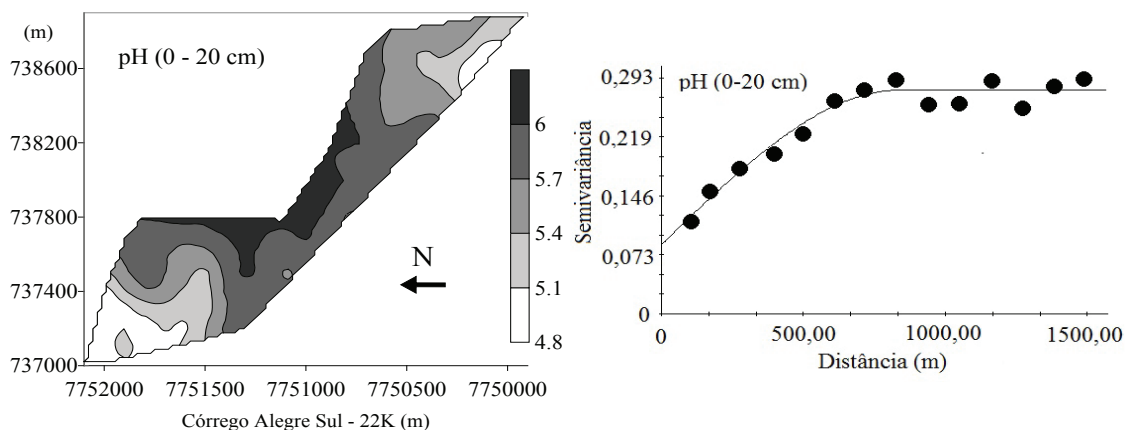 (m)
pH (0 - 20 cm)
738600
738200
737800
737400
737000
7752000 7751500 7751000 7750500 7750000
Córrego Alegre Sul - 22K (m)
N
6
5.7
5.4
5.1
4.8
pH (0-20 cm)
Semivariância
0,293
0,219
0,146
0,073
0
0 500,00 1000,00 1500,00
Distância (m)